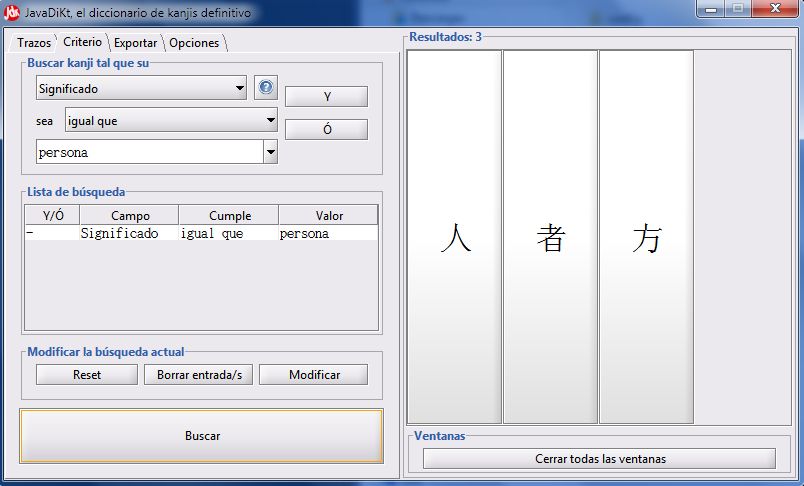 JavaDiKt, el diccionario de kanjis definitivo
Trazos Criterio Exportar Opciones
Buscar kanji tal que su
Significado
Y
sea igual que
Ó
persona
Lista de búsqueda
Y/Ó Campo Cumple Valor
- Significado igual que persona
Modificar la búsqueda actual
Reset Borrar entrada/s Modificar
Buscar
Resultados: 3
人 者 方
Ventanas
Cerrar todas las ventanas